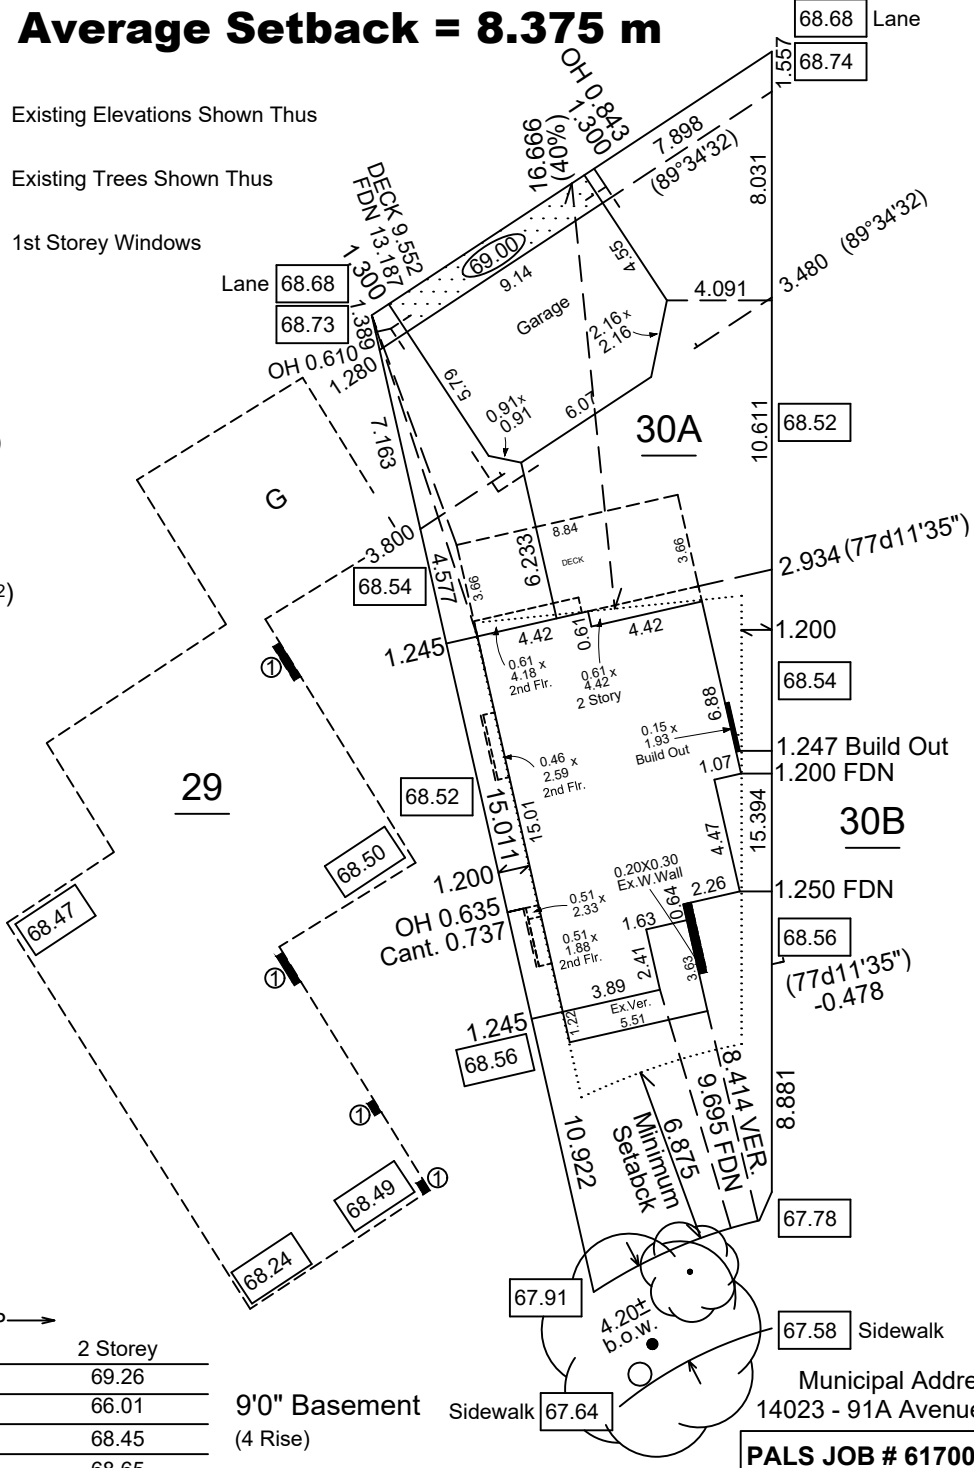 Average Setback = 8.375 m
68.68 Lane
68.74
1.557
Existing Elevations Shown Thus
Existing Trees Shown Thus
1st Storey Windows
OH 0.843
1.300
16.666
(40%)
7.898
(89°34'32)
8.031
DECK 9.552
FDN 13.187
1.300
69.00
9.14
4.55
3.480 (89°34'32)
Lane 68.68
68.73
1.389
4.091
Garage
2.16 x
2.16
OH 0.610
1.280
5.79
0.91x
0.91
6.07
30A
10.611
68.52
7.163
G
3.800
6.233
8.84
DECK
3.66
3.66
2.934 (77d11'35")
68.54
4.577
1.245
4.42
0.61
4.42
1.200
0.61 x
4.18
2nd Flr.
0.61 x
4.42
2 Story
68.54
6.88
0.15 x
1.93
Build Out
1.247 Build Out
1.07
1.200 FDN
0.46 x
2.59
2nd Flr.
29
68.52
15.011
15.01
15.394
30B
4.47
68.50
1.200
0.20X0.30
Ex.W.Wall
2.26
1.250 FDN
OH 0.635
Cant. 0.737
0.51 x
2.33
0.64
1.63
68.47
0.51 x
1.88
2nd Flr.
2.41
3.63
68.56
(77d11'35")
-0.478
3.89
Ex.Ver.
5.51
1.22
1.245
68.56
8.414 VER.
9.695 FDN
6.875
Minimum
Setabck
8.881
10.922
1
1
1
1
68.49
67.78
68.24
67.91
4.20±
b.o.w.
67.58 Sidewalk
2 Storey
69.26
66.01
68.45
68.65
9'0" Basement
(4 Rise)
Sidewalk 67.64
Municipal Addre
14023 - 91A Avenue
PALS JOB # 61700